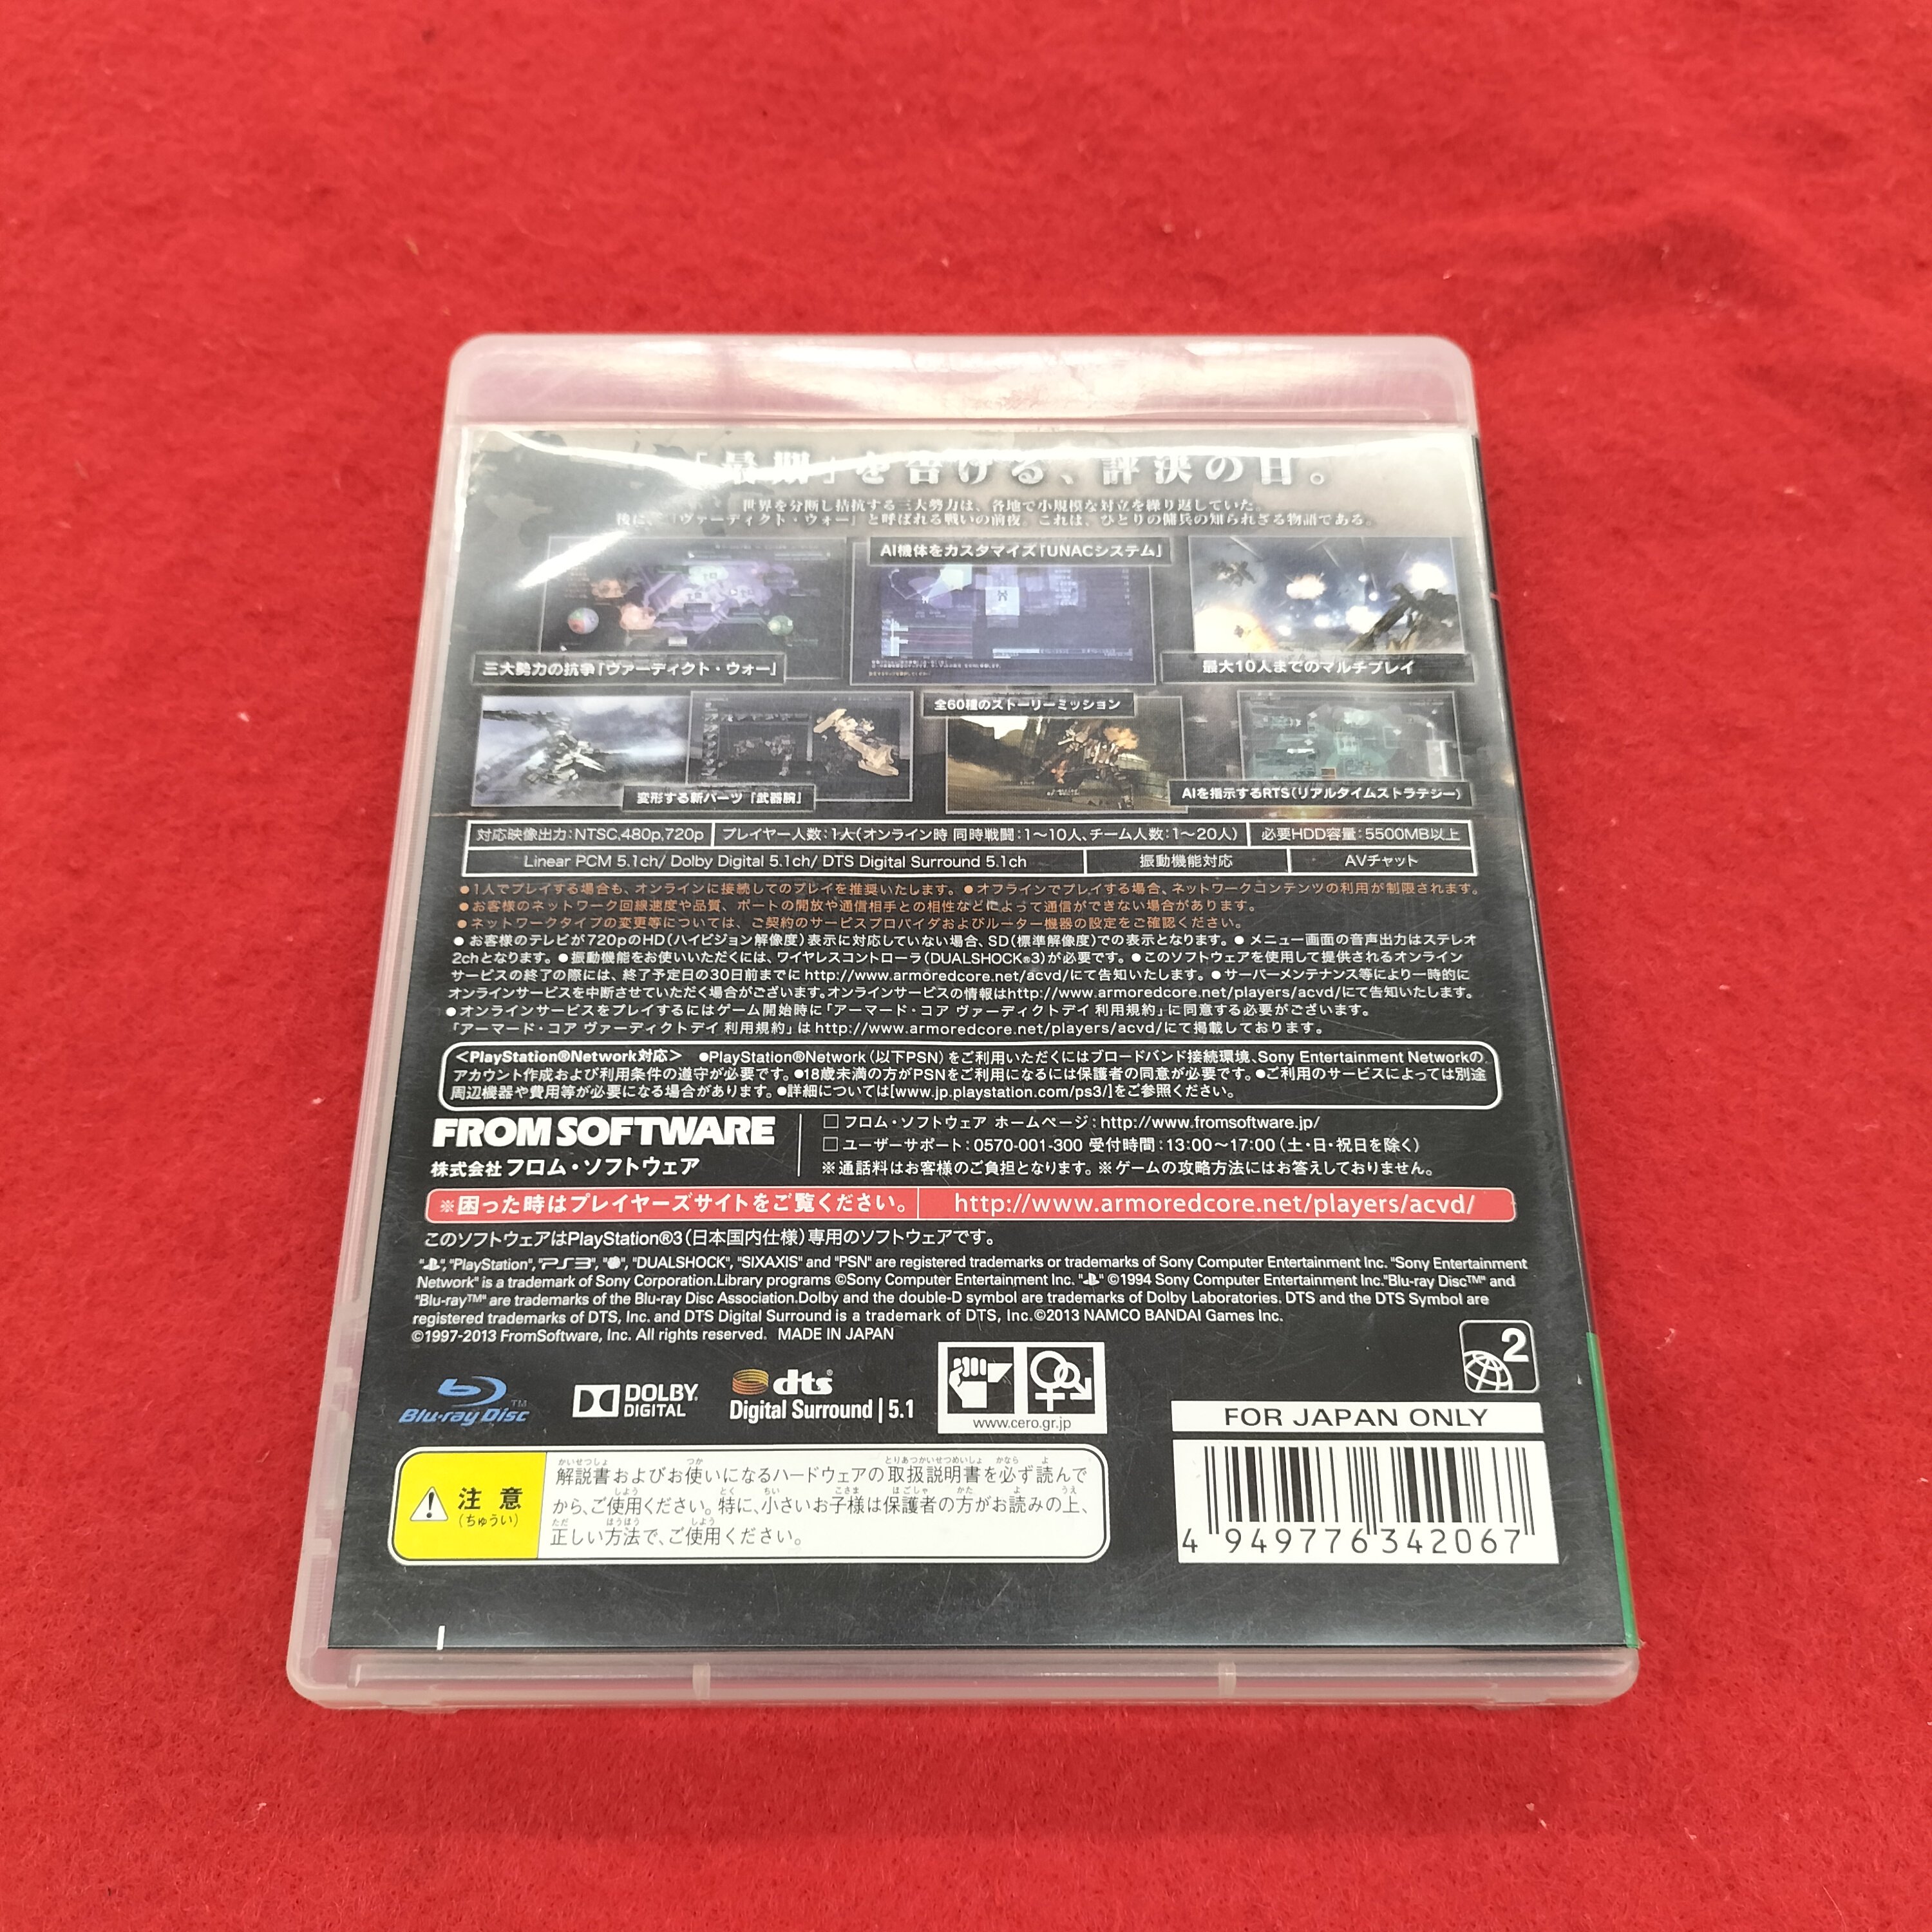 「最期」を告げる、評決の日。
世界を分断し拮抗する三大勢力は、各地で小規模な対立を繰り返していた。
後に、「ヴァーディクト・ウォー」と呼ばれる戦いの前夜。これは、ひとりの傭兵の知られざる物語である。
AI機体をカスタマイズ「UNACシステム」
三大勢力の抗争「ヴァーディクト・ウォー」
最大10人までのマルチプレイ
全60種のストーリーミッション
変形する新パーツ「武器腕」
AIを指示するRTS(リアルタイムストラテジー)
対応映像出力:NTSC,480p,720p プレイヤー人数:1人(オンライン時 同時戦闘:1〜10人、チーム人数:1〜20人) 必要HDD容量:5500MB以上
Linear PCM 5.1ch/ Dolby Digital 5.1ch/ DTS Digital Surround 5.1ch 振動機能対応 AVチャット
●1人でプレイする場合も、オンラインに接続してのプレイを推奨いたします。●オフラインでプレイする場合、ネットワークコンテンツの利用が制限されます。
●お客様のネットワーク回線速度や品質、ポートの開放や通信相手との相性などによって通信ができない場合があります。
●ネットワークタイプの変更等については、ご契約のサービスプロバイダおよびルーター機器の設定をご確認ください。
●お客様のテレビが720pのHD(ハイビジョン解像度)表示に対応していない場合、SD(標準解像度)での表示となります。●メニュー画面の音声出力はステレオ
2chとなります。●振動機能をお使いいただくには、ワイヤレスコントローラ(DUALSHOCK®3)が必要です。●このソフトウェアを使用して提供されるオンライン
サービスの終了の際には、終了予定日の30日前までにhttp://www.armoredcore.net/acvd/にて告知いたします。●サーバーメンテナンス等により一時的に
オンラインサービスを中断させていただく場合がございます。オンラインサービスの情報はhttp://www.armoredcore.net/players/acvd/にて告知いたします。
●オンラインサービスをプレイするにはゲーム開始時に「アーマード・コア ヴァーディクトデイ 利用規約」に同意する必要がございます。
「アーマード・コア ヴァーディクトデイ 利用規約」はhttp://www.armoredcore.net/players/acvd/にて掲載しております。
<PlayStation®Network対応> ●PlayStation®Network(以下PSN)をご利用いただくにはブロードバンド接続環境、Sony Entertainment Networkの
アカウント作成および利用条件の遵守が必要です。●18歳未満の方がPSNをご利用になるには保護者の同意が必要です。●ご利用のサービスによっては別途
周辺機器や費用等が必要になる場合があります。●詳細については[www.jp.playstation.com/ps3/]をご参照ください。
FROM SOFTWARE
株式会社フロム・ソフトウェア
□フロム・ソフトウェア ホームページ:http://www.fromsoftware.jp/
□ユーザーサポート:0570-001-300 受付時間:13:00〜17:00(土・日・祝日を除く)
※通話料はお客様のご負担となります。※ゲームの攻略方法にはお答えしておりません。
※困った時はプレイヤーズサイトをご覧ください。 http://www.armoredcore.net/players/acvd/
このソフトウェアはPlayStation®3(日本国内仕様)専用のソフトウェアです。
"", "PlayStation", "PS3", "", "DUALSHOCK", "SIXAXIS" and "PSN" are registered trademarks or trademarks of Sony Computer Entertainment Inc. "Sony Entertainment
Network" is a trademark of Sony Corporation.Library programs ©Sony Computer Entertainment Inc. "" ©1994 Sony Computer Entertainment Inc."Blu-ray Disc™" and
"Blu-ray™" are trademarks of the Blu-ray Disc Association.Dolby and the double-D symbol are trademarks of Dolby Laboratories. DTS and the DTS Symbol are
registered trademarks of DTS, Inc. and DTS Digital Surround is a trademark of DTS, Inc.©2013 NAMCO BANDAI Games Inc.
©1997-2013 FromSoftware, Inc. All rights reserved. MADE IN JAPAN
Blu-ray Disc™
DOLBY
DIGITAL
dts
Digital Surround | 5.1
www.cero.gr.jp
2
FOR JAPAN ONLY
4 949776 342067
注意
(ちゅうい)
解説書およびお使いになるハードウェアの取扱説明書を必ず読んで
から、ご使用ください。特に、小さいお子様は保護者の方がお読みの上、
正しい方法で、ご使用ください。